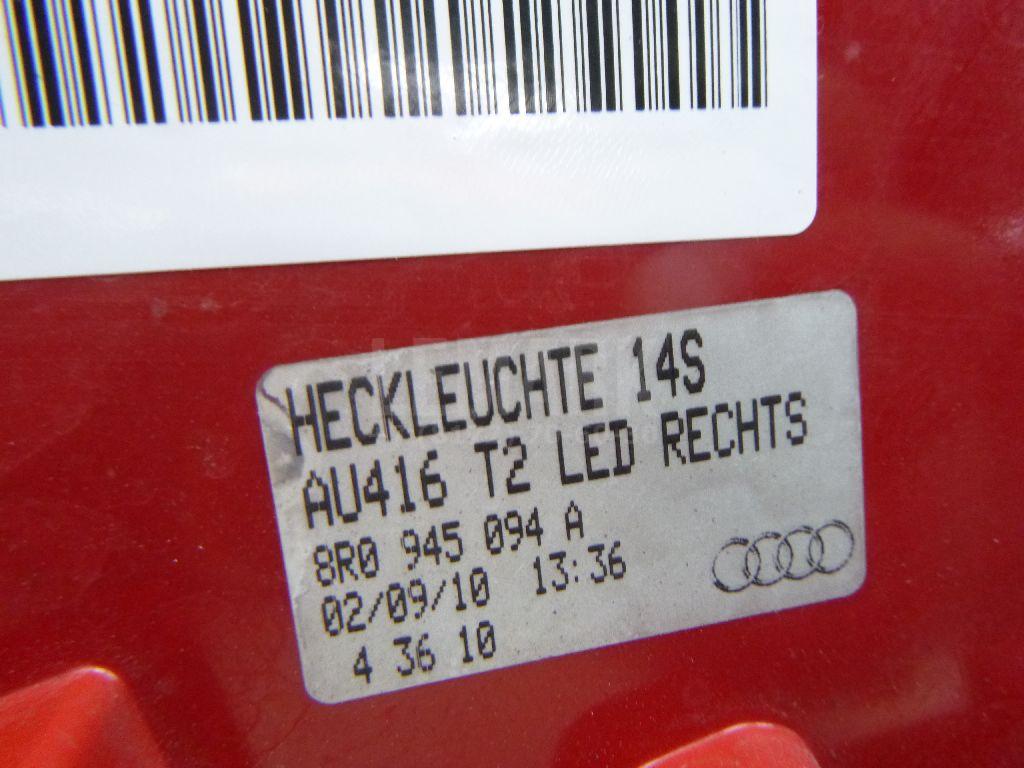 HECKLEUCHTE 14S
AU416 T2 LED RECHTS
8R0 945 094 A
02/09/10 13:36
4 36 10